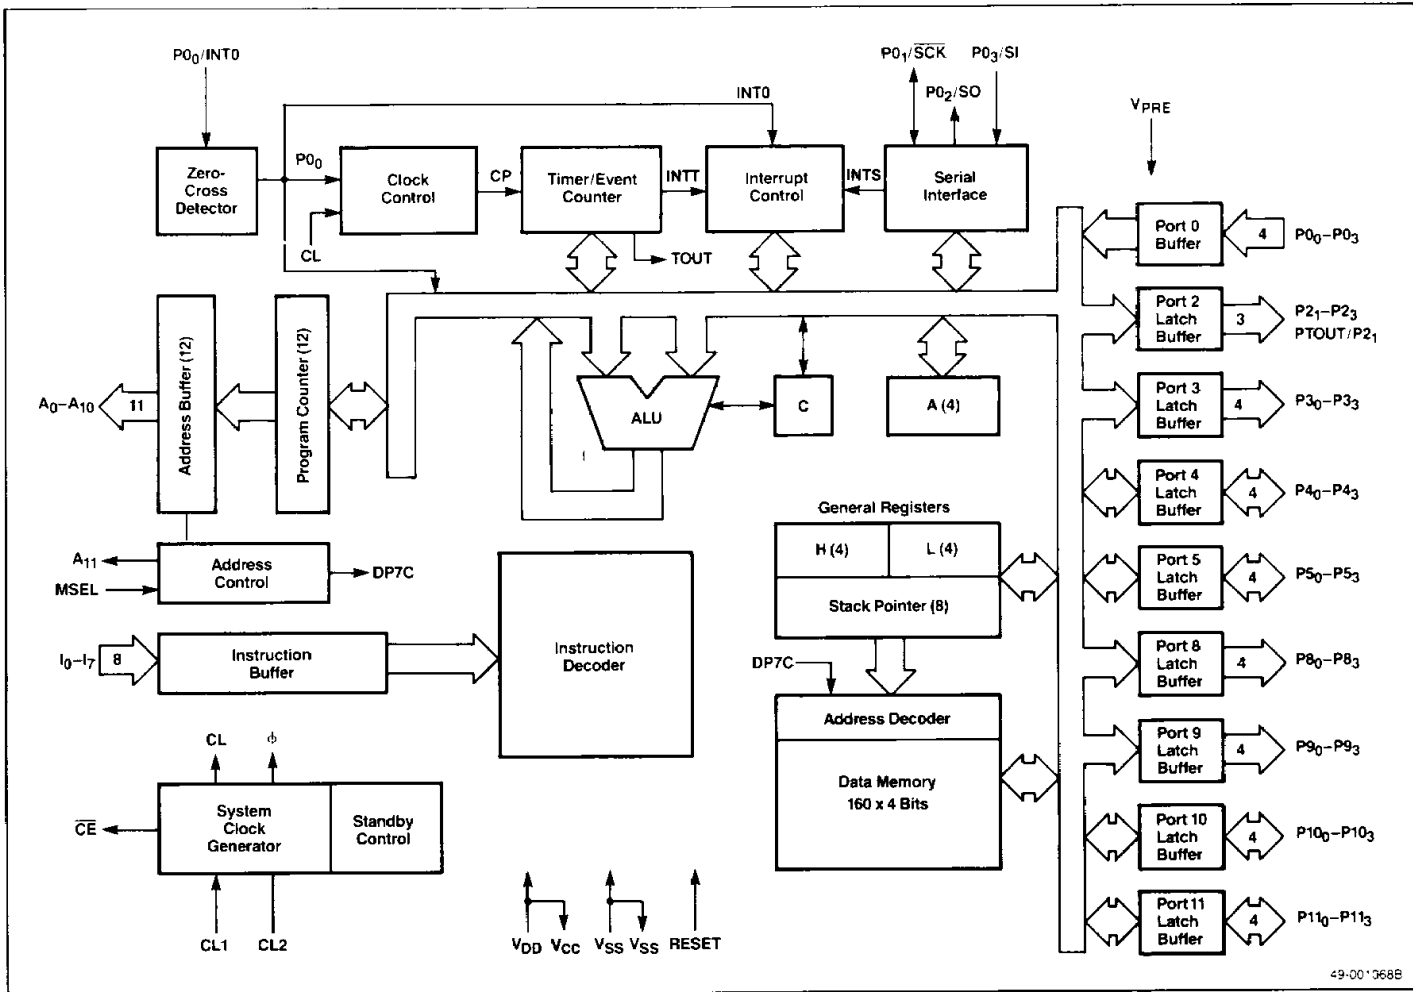 P0₀/INT0
P0₁/S̅C̅K̅
P0₃/SI
P0₂/SO
V_PRE
INT0
Zero-
Cross
Detector
P0₀
Clock
Control
CP
Timer/Event
Counter
INTT
Interrupt
Control
INTS
Serial
Interface
CL
TOUT
Port 0
Buffer
4
P0₀–P0₃
Port 2
Latch
Buffer
3
P2₁–P2₃
PTOUT/P2₁
Address Buffer (12)
Program Counter (12)
A₀–A₁₀
11
ALU
C
A (4)
Port 3
Latch
Buffer
4
P3₀–P3₃
Port 4
Latch
Buffer
4
P4₀–P4₃
General Registers
H (4)
L (4)
Stack Pointer (8)
A₁₁
MSEL
Address
Control
DP7C
Port 5
Latch
Buffer
4
P5₀–P5₃
I₀–I₇
8
Instruction
Buffer
Instruction
Decoder
DP7C
Address Decoder
Data Memory
160 x 4 Bits
Port 8
Latch
Buffer
4
P8₀–P8₃
Port 9
Latch
Buffer
4
P9₀–P9₃
CL
ϕ
C̅E̅
System
Clock
Generator
Standby
Control
CL1
CL2
V_DD
V_CC
V_SS
V_SS
RESET
Port 10
Latch
Buffer
4
P10₀–P10₃
Port 11
Latch
Buffer
4
P11₀–P11₃
49-001368B